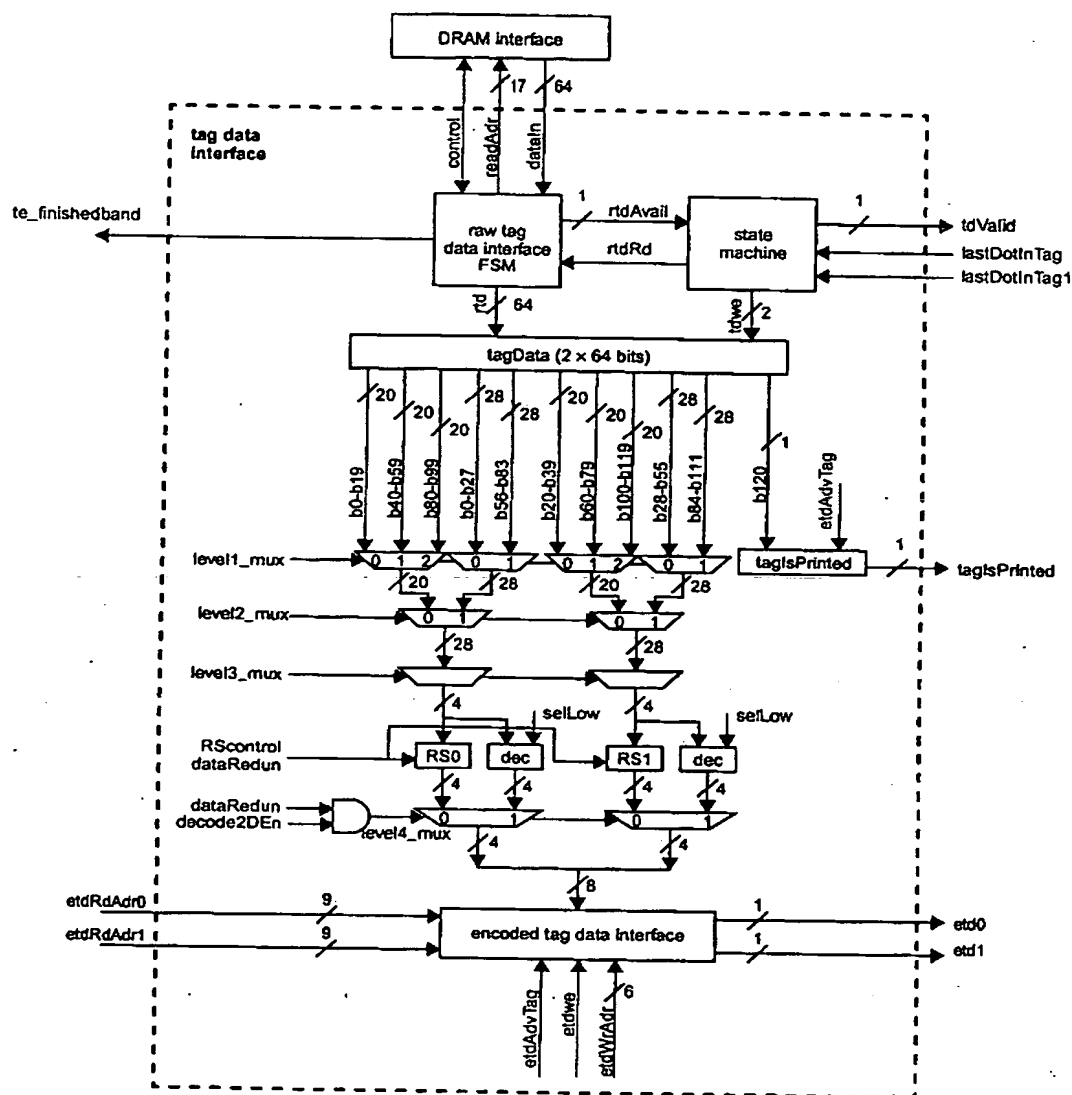 DRAM interface
17
64
tag data
interface
control
readAdr
dataIn
te_finishedband
raw tag
data interface
FSM
1
rtdAvail
rtdRd
state
machine
1
tdValid
lastDotInTag
lastDotInTag1
rtd
64
tdwe
2
tagData (2 × 64 bits)
20
20
20
28
28
20
20
20
28
28
1
b0-b19
b40-b59
b80-b99
b0-b27
b56-b83
b20-b39
b60-b79
b100-b119
b28-b55
b84-b111
b120
etdAdvTag
level1_mux
0 1 2
0 1
0 1 2
0 1
tagIsPrinted
1
tagIsPrinted
20
28
20
28
level2_mux
0 1
0 1
28
28
level3_mux
4
4
selLow
selLow
RScontrol
dataRedun
RS0
dec
RS1
dec
4
4
4
4
dataRedun
decode2DEn
level4_mux
0 1
0 1
4
4
8
etdRdAdr0
9
etdRdAdr1
9
encoded tag data interface
1
etd0
1
etd1
etdAdvTag
etdwe
etdWrAdr
6